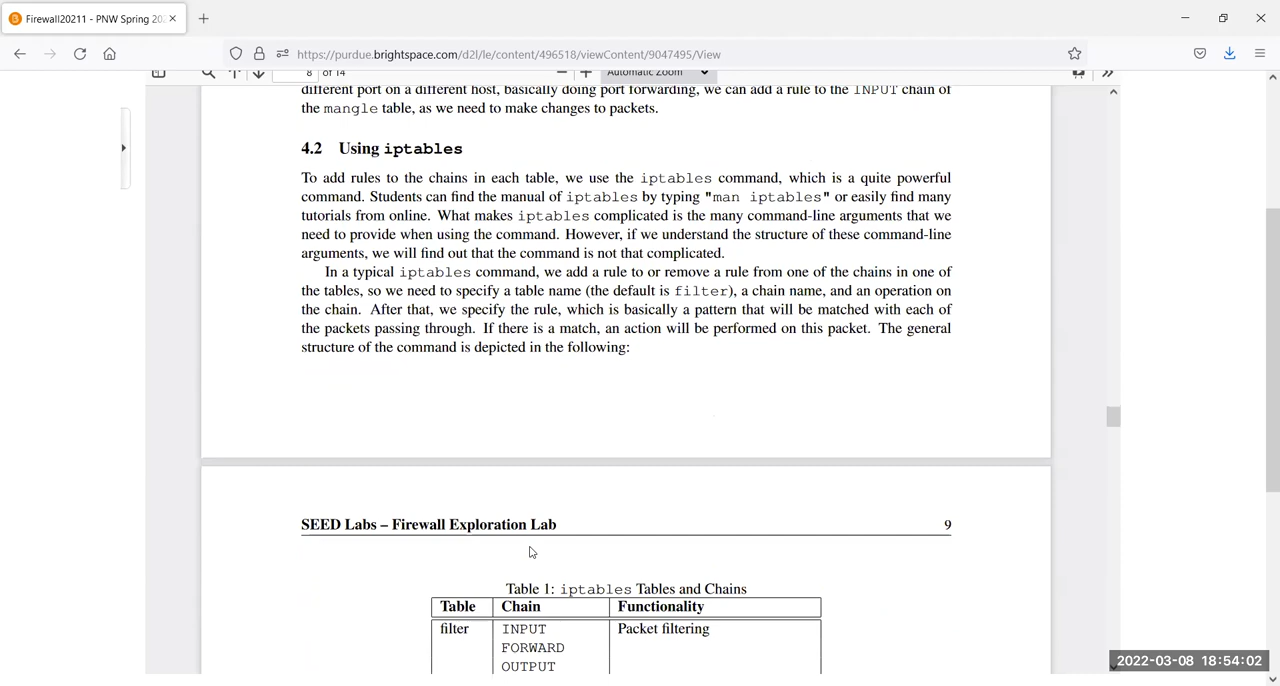 Firewall20211 - PNW Spring 202
https://purdue.brightspace.com/d2l/le/content/496518/viewContent/9047495/View
8 of 14
Automatic Zoom
different port on a different host, basically doing port forwarding, we can add a rule to the INPUT chain of
the mangle table, as we need to make changes to packets.
4.2 Using iptables
To add rules to the chains in each table, we use the iptables command, which is a quite powerful
command. Students can find the manual of iptables by typing "man iptables" or easily find many
tutorials from online. What makes iptables complicated is the many command-line arguments that we
need to provide when using the command. However, if we understand the structure of these command-line
arguments, we will find out that the command is not that complicated.
In a typical iptables command, we add a rule to or remove a rule from one of the chains in one of
the tables, so we need to specify a table name (the default is filter), a chain name, and an operation on
the chain. After that, we specify the rule, which is basically a pattern that will be matched with each of
the packets passing through. If there is a match, an action will be performed on this packet. The general
structure of the command is depicted in the following:
SEED Labs – Firewall Exploration Lab 9
Table 1: iptables Tables and Chains
Table Chain Functionality
filter INPUT Packet filtering
FORWARD
OUTPUT
2022-03-08 18:54:02